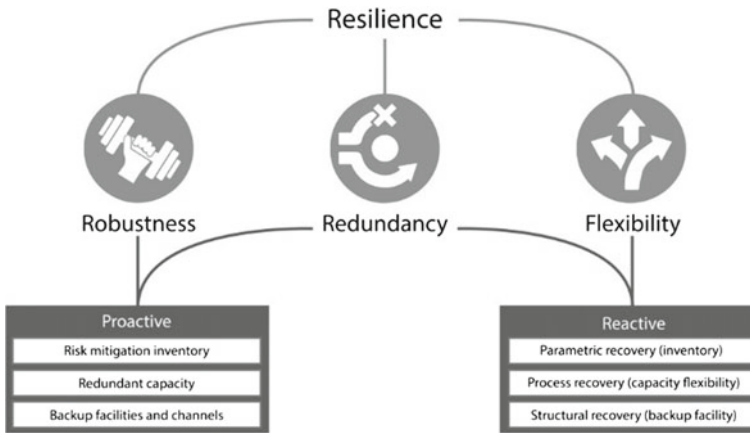 Resilience
Robustness
Redundancy
Flexibility
Proactive
Risk mitigation inventory
Redundant capacity
Backup facilities and channels
Reactive
Parametric recovery (inventory)
Process recovery (capacity flexibility)
Structural recovery (backup facility)